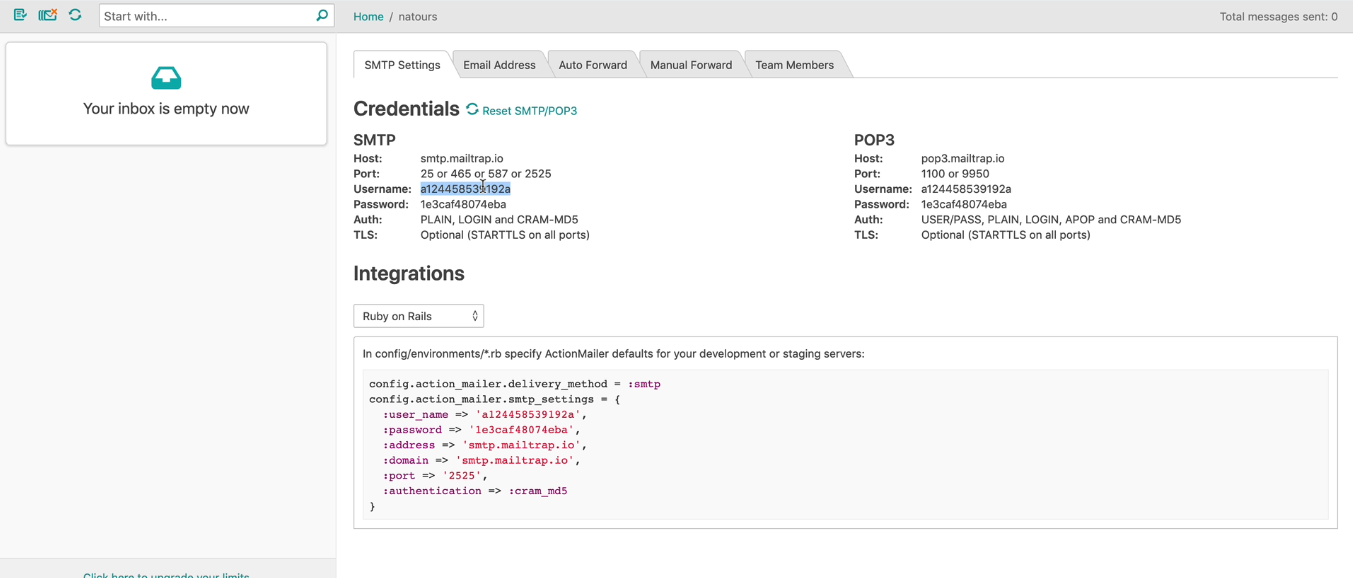 Start with...
Home / natours
Total messages sent: 0
Your inbox is empty now
SMTP Settings
Email Address
Auto Forward
Manual Forward
Team Members
Credentials Reset SMTP/POP3
SMTP
Host: smtp.mailtrap.io
Port: 25 or 465 or 587 or 2525
Username: a124458539192a
Password: 1e3caf48074eba
Auth: PLAIN, LOGIN and CRAM-MD5
TLS: Optional (STARTTLS on all ports)
POP3
Host: pop3.mailtrap.io
Port: 1100 or 9950
Username: a124458539192a
Password: 1e3caf48074eba
Auth: USER/PASS, PLAIN, LOGIN, APOP and CRAM-MD5
TLS: Optional (STARTTLS on all ports)
Integrations
Ruby on Rails
In config/environments/*.rb specify ActionMailer defaults for your development or staging servers:
config.action_mailer.delivery_method = :smtp
config.action_mailer.smtp_settings = {
:user_name => 'a124458539192a',
:password => '1e3caf48074eba',
:address => 'smtp.mailtrap.io',
:domain => 'smtp.mailtrap.io',
:port => '2525',
:authentication => :cram_md5
}
Click here to upgrade your limits